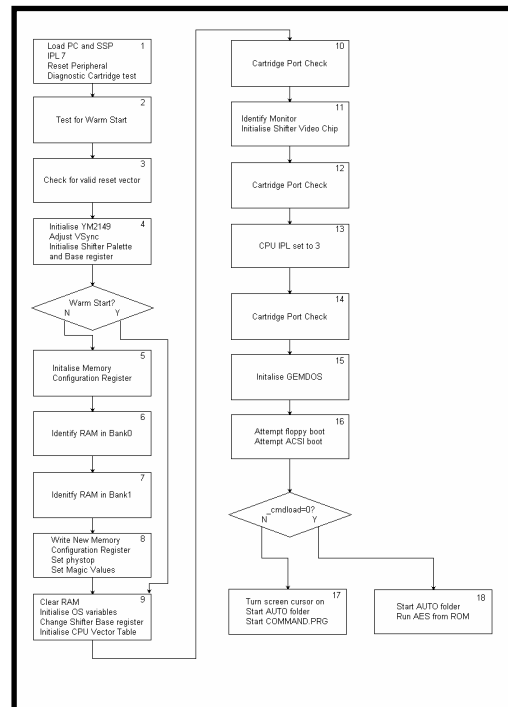 1
Load PC and SSP
IPL 7
Reset Peripheral
Diagnostic Cartridge test
2
Test for Warm Start
3
Check for valid reset vector
4
Initialise YM2149
Adjust VSync
Initialise Shifter Palette
and Base register
Warm Start?
N Y
5
Initalise Memory
Configuration Register
6
Identify RAM in Bank0
7
Idenitfy RAM in Bank1
8
Write New Memory
Configuration Register
Set phystop
Set Magic Values
9
Clear RAM
Initialise OS variables
Change Shifter Base register
Initialise CPU Vector Table
10
Cartridge Port Check
11
Identify Monitor
Initialise Shifter Video Chip
12
Cartridge Port Check
13
CPU IPL set to 3
14
Cartridge Port Check
15
Initalise GEMDOS
16
Attempt floppy boot
Attempt ACSI boot
_cmdload=0?
N Y
17
Turn screen cursor on
Start AUTO folder
Start COMMAND.PRG
18
Start AUTO folder
Run AES from ROM